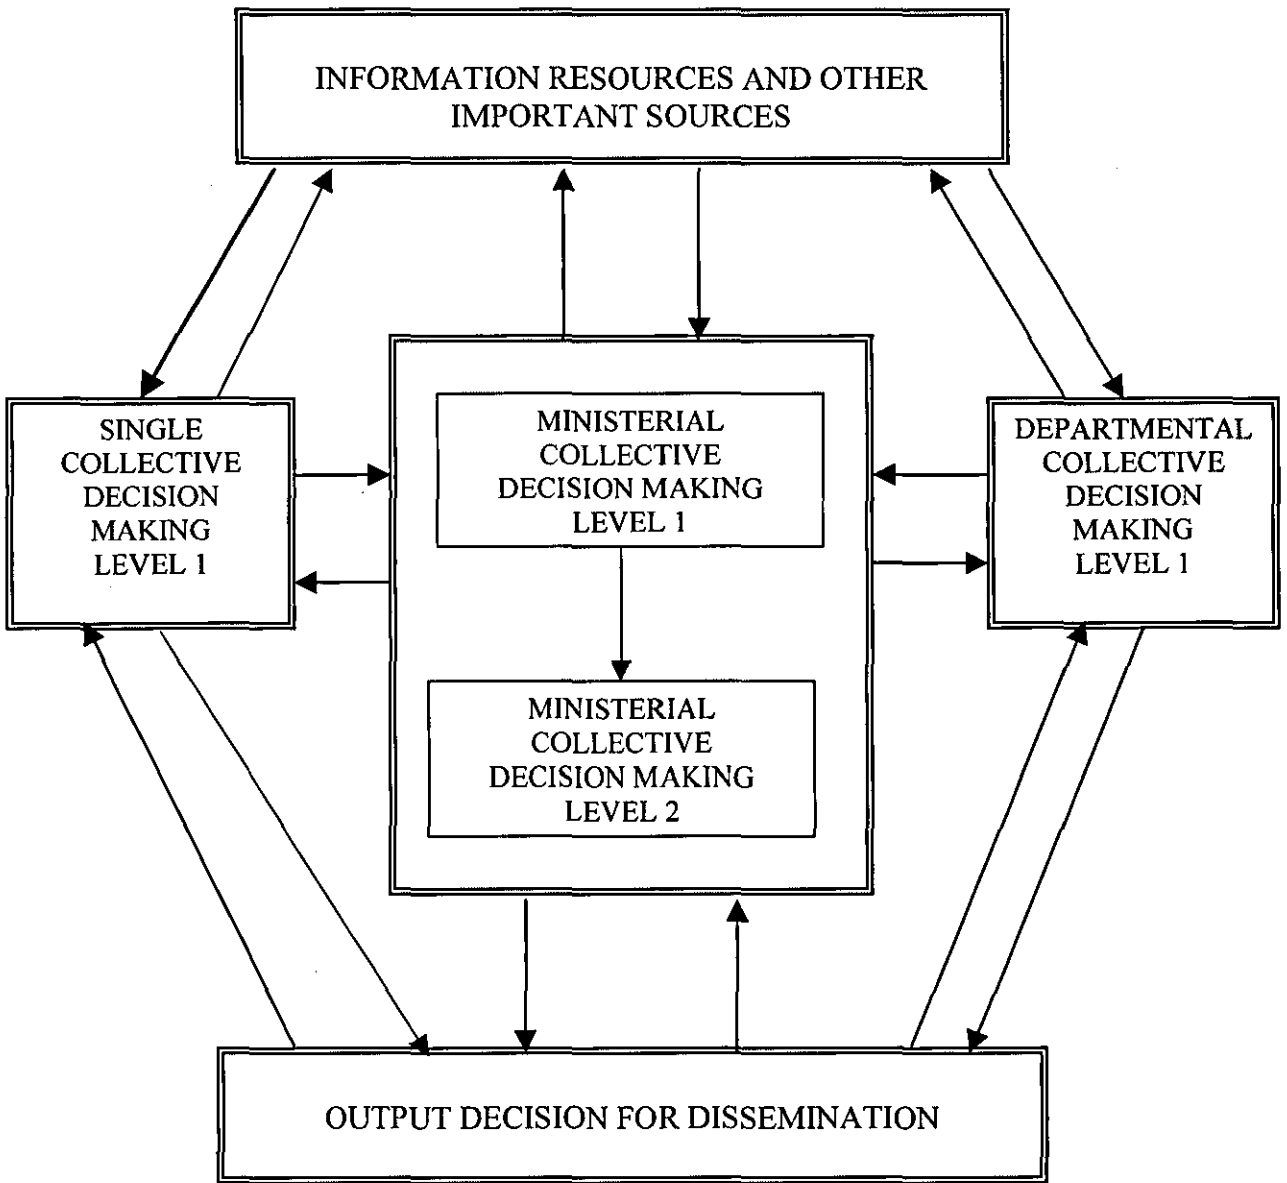 INFORMATION RESOURCES AND OTHER
IMPORTANT SOURCES
SINGLE
COLLECTIVE
DECISION
MAKING
LEVEL 1
MINISTERIAL
COLLECTIVE
DECISION MAKING
LEVEL 1
DEPARTMENTAL
COLLECTIVE
DECISION
MAKING
LEVEL 1
MINISTERIAL
COLLECTIVE
DECISION MAKING
LEVEL 2
OUTPUT DECISION FOR DISSEMINATION